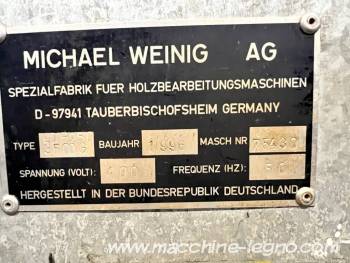 MICHAEL WEINIG AG
SPEZIALFABRIK FUER HOLZBEARBEITUNGSMASCHINEN
D-97941 TAUBERBISCHOFSHEIM GERMANY
TYPE BAUJAHR 1996 MASCH NR
SPANNUNG (VOLT): 400 FREQUENZ (HZ): 50
HERGESTELLT IN DER BUNDESREPUBLIK DEUTSCHLAND
www.macchine-legno.com